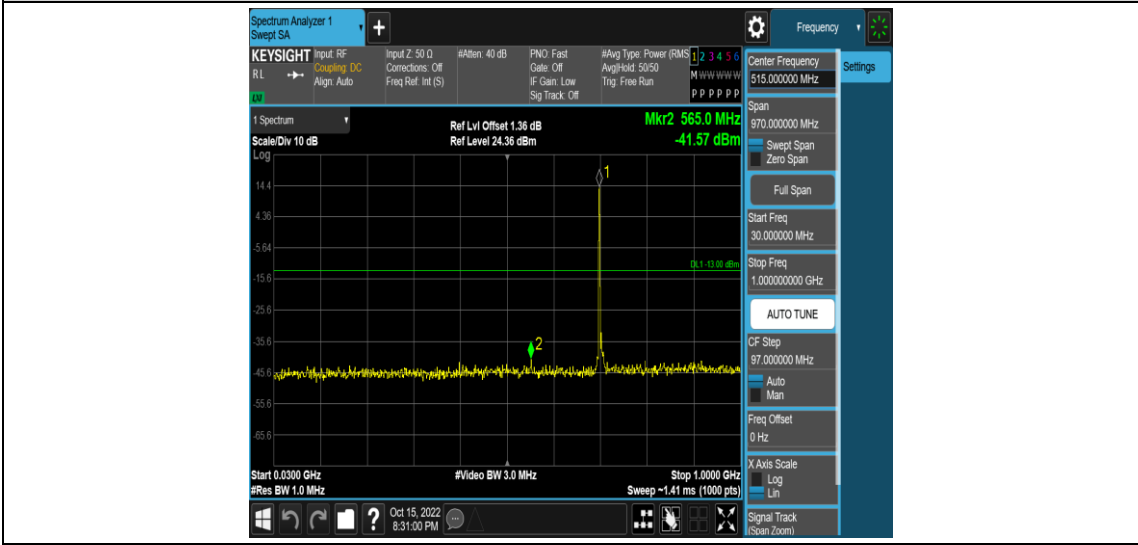 Spectrum Analyzer 1
Swept SA
+
Frequency
KEYSIGHT
RL
LM
Input: RF
Coupling: DC
Align: Auto
Input Z: 50 Ω
Corrections: Off
Freq Ref: Int (S)
#Atten: 40 dB
PNO: Fast
Gate: Off
IF Gain: Low
Sig Track: Off
#Avg Type: Power (RMS
Avg|Hold: 50/50
Trig: Free Run
1 2 3 4 5 6
M W W W W W
P P P P P P
1 Spectrum
Scale/Div 10 dB
Log
Ref Lvl Offset 1.36 dB
Ref Level 24.36 dBm
Mkr2 565.0 MHz
-41.57 dBm
1
14.4
4.36
-5.64
DL1 -13.00 dBm
-15.6
-25.6
-35.6
2
-45.6
-55.6
-65.6
Start 0.0300 GHz
#Res BW 1.0 MHz
#Video BW 3.0 MHz
Stop 1.0000 GHz
Sweep ~1.41 ms (1000 pts)
?
Oct 15, 2022
8:31:00 PM
Center Frequency
515.000000 MHz
Settings
Span
970.000000 MHz
Swept Span
Zero Span
Full Span
Start Freq
30.000000 MHz
Stop Freq
1.000000000 GHz
AUTO TUNE
CF Step
97.000000 MHz
Auto
Man
Freq Offset
0 Hz
X Axis Scale
Log
Lin
Signal Track
(Span Zoom)